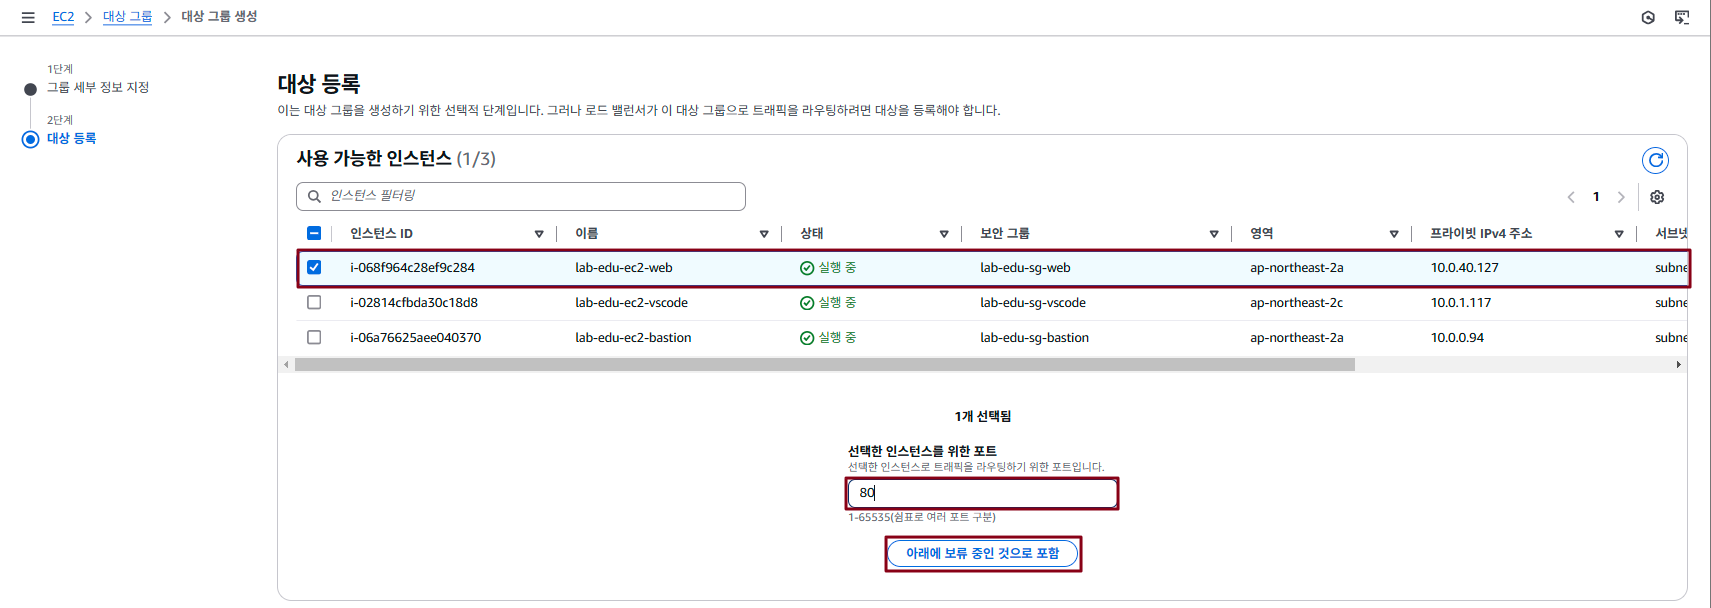 EC2 > 대상 그룹 > 대상 그룹 생성
1단계
그룹 세부 정보 지정
2단계
대상 등록
대상 등록
이는 대상 그룹을 생성하기 위한 선택적 단계입니다. 그러나 로드 밸런서가 이 대상 그룹으로 트래픽을 라우팅하려면 대상을 등록해야 합니다.
사용 가능한 인스턴스 (1/3)
인스턴스 필터링
1
인스턴스 ID 이름 상태 보안 그룹 영역 프라이빗 IPv4 주소 서브넷
i-068f964c28ef9c284 lab-edu-ec2-web 실행 중 lab-edu-sg-web ap-northeast-2a 10.0.40.127 subne
i-02814cfbda30c18d8 lab-edu-ec2-vscode 실행 중 lab-edu-sg-vscode ap-northeast-2c 10.0.1.117 subne
i-06a76625aee040370 lab-edu-ec2-bastion 실행 중 lab-edu-sg-bastion ap-northeast-2a 10.0.0.94 subne
1개 선택됨
선택한 인스턴스를 위한 포트
선택한 인스턴스로 트래픽을 라우팅하기 위한 포트입니다.
80
1-65535(쉼표로 여러 포트 구분)
아래에 보류 중인 것으로 포함